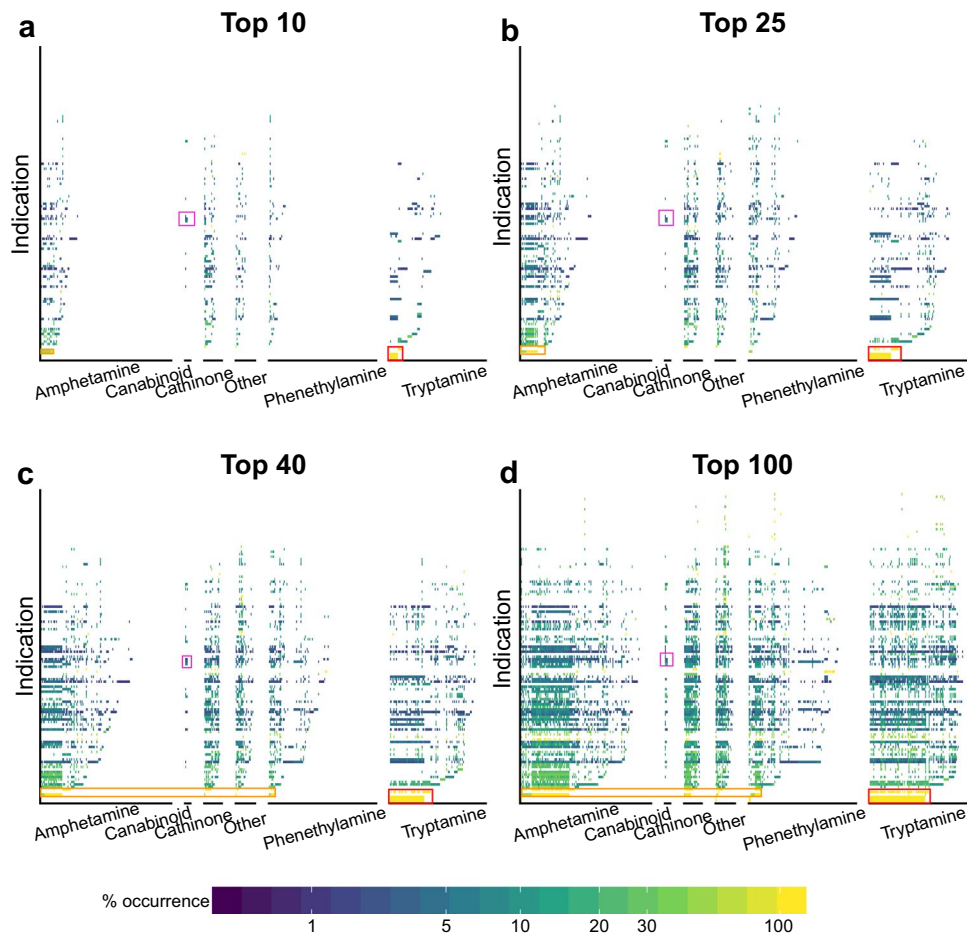 a
Top 10
Indication
Amphetamine
Canabinoid
Cathinone
Other
Phenethylamine
Tryptamine
b
Top 25
Indication
Amphetamine
Canabinoid
Cathinone
Other
Phenethylamine
Tryptamine
c
Top 40
Indication
Amphetamine
Canabinoid
Cathinone
Other
Phenethylamine
Tryptamine
d
Top 100
Indication
Amphetamine
Canabinoid
Cathinone
Other
Phenethylamine
Tryptamine
% occurrence
1 5 10 20 30 100